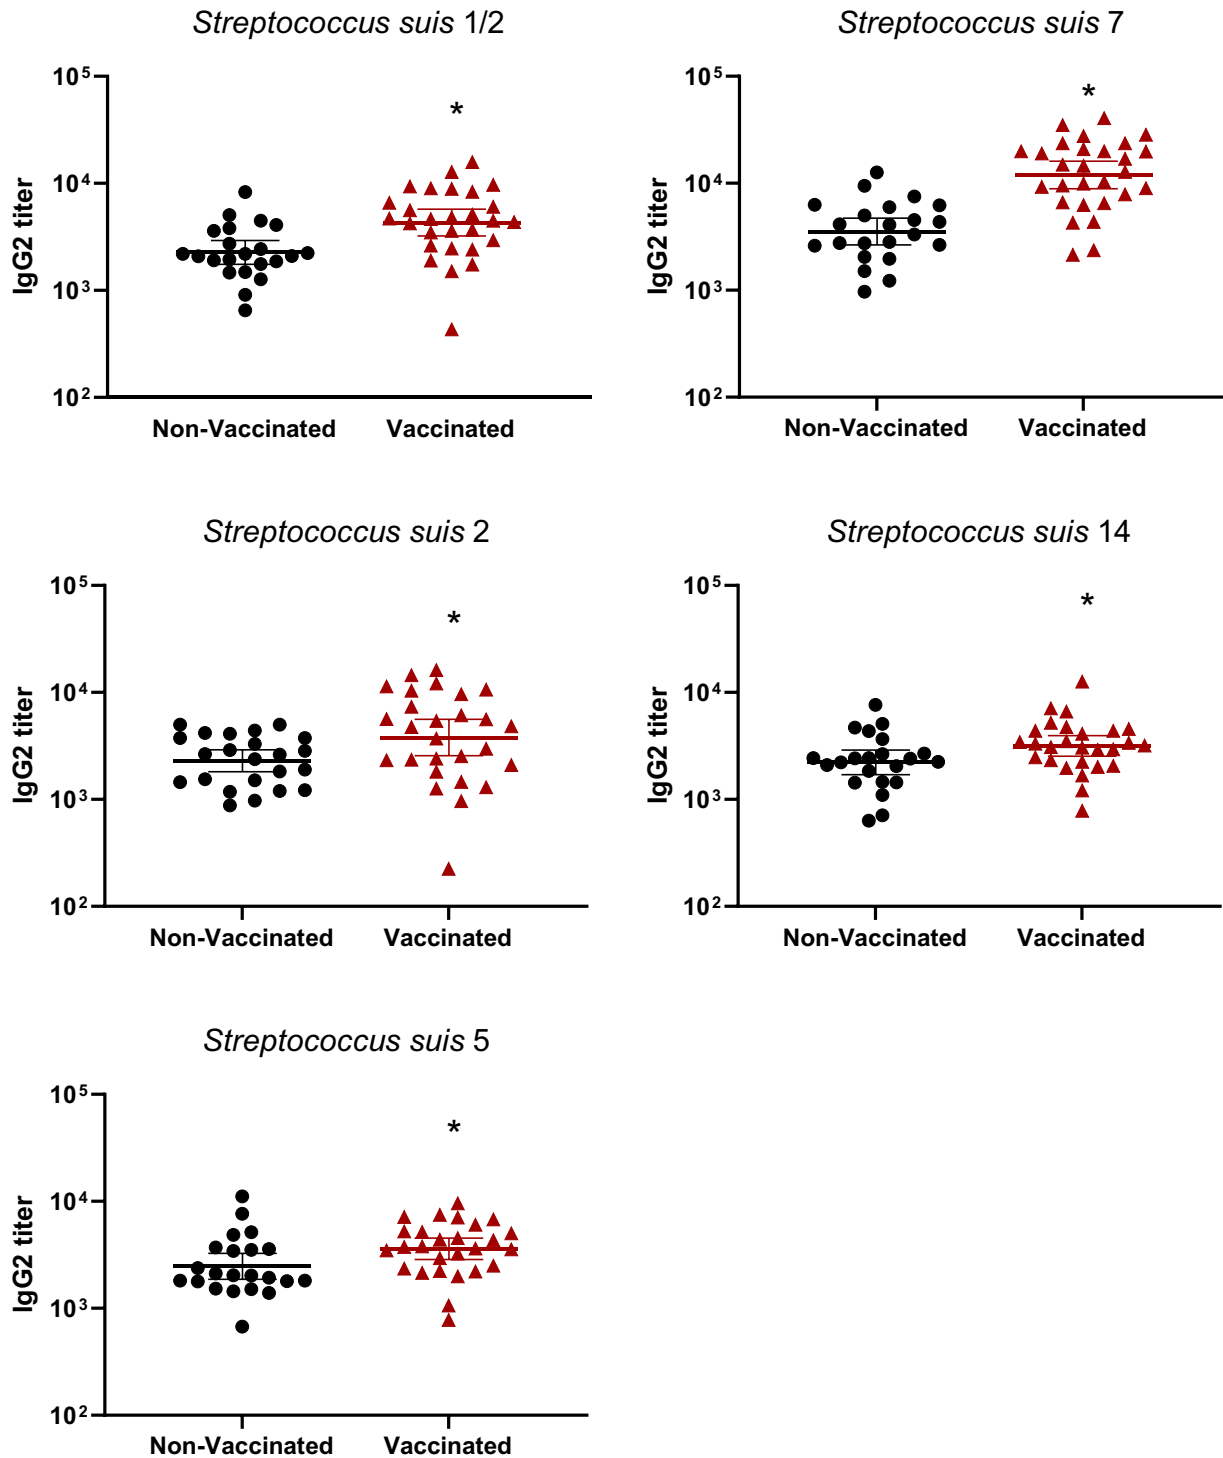 Streptococcus suis 1/2
10⁵
*
10⁴
IgG2 titer
10³
10²
Non-Vaccinated Vaccinated
Streptococcus suis 7
10⁵
*
10⁴
IgG2 titer
10³
10²
Non-Vaccinated Vaccinated
Streptococcus suis 2
10⁵
*
10⁴
IgG2 titer
10³
10²
Non-Vaccinated Vaccinated
Streptococcus suis 14
10⁵
*
10⁴
IgG2 titer
10³
10²
Non-Vaccinated Vaccinated
Streptococcus suis 5
10⁵
*
10⁴
IgG2 titer
10³
10²
Non-Vaccinated Vaccinated